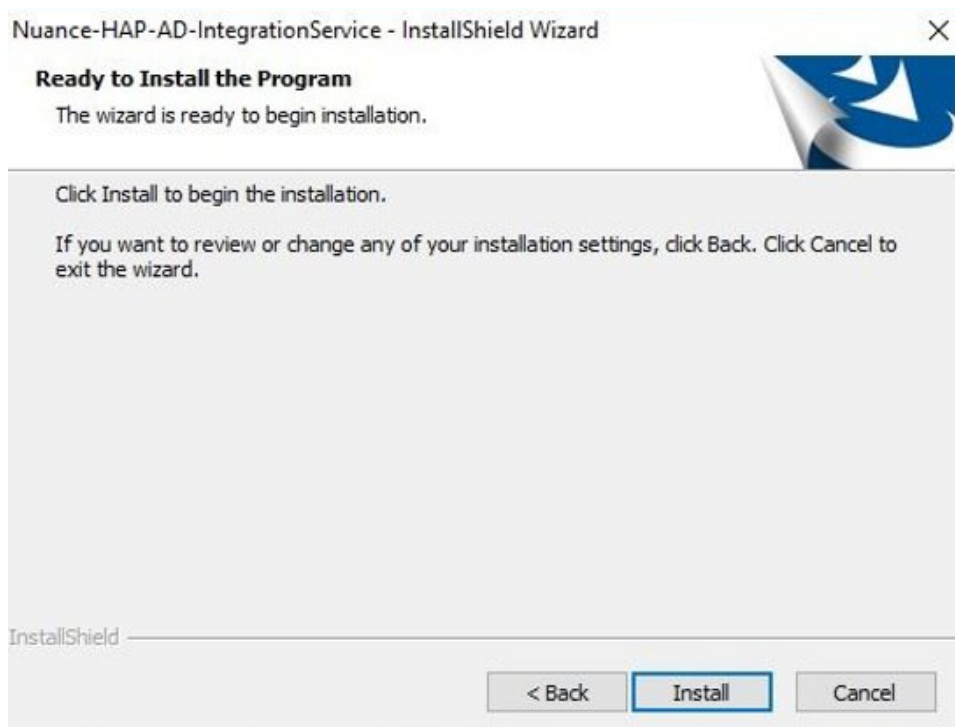 Nuance-HAP-AD-IntegrationService - InstallShield Wizard
Ready to Install the Program
The wizard is ready to begin installation.
Click Install to begin the installation.
If you want to review or change any of your installation settings, click Back. Click Cancel to
exit the wizard.
InstallShield
< Back
Install
Cancel